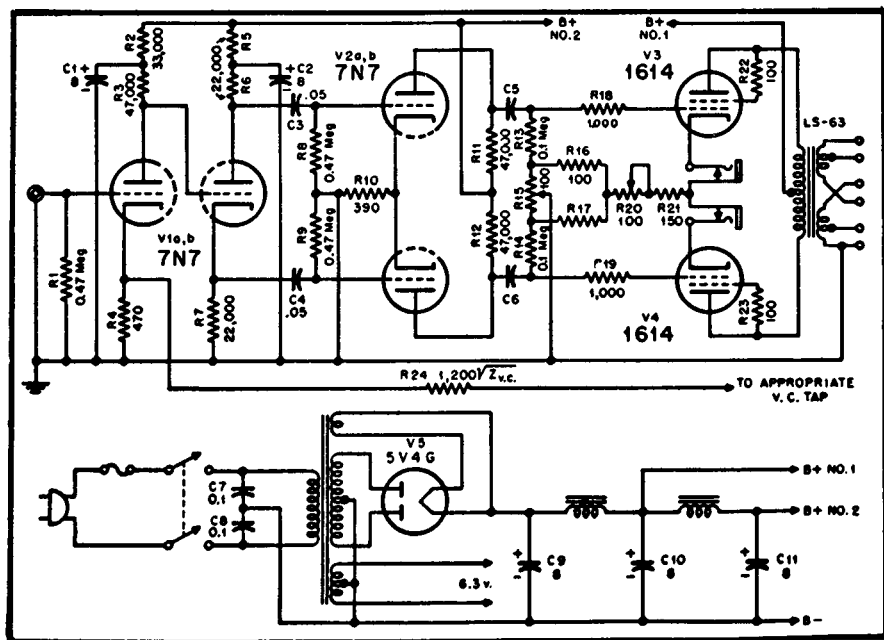 B+
NO.2
B+
NO.1
C1
8
R2
33,000
R3
47,000
R5
22,000
R6
C2
8
C3
.05
V2a,b
7N7
C5
R18
1,000
V3
1614
R22
100
LS-63
R8
0.47 Meg
R10
390
R11
47,000
R13
0.1 Meg
R16
100
R15
100
R20
100
R21
150
R17
V1a,b
7N7
R9
0.47 Meg
R12
47,000
R14
0.1 Meg
R1
0.47 Meg
R4
470
R7
22,000
C4
.05
C6
R19
1,000
V4
1614
R23
100
R24 1,200√Zv.c.
TO APPROPRIATE
V.C. TAP
V5
5V4G
C7
0.1
C8
0.1
6.3 v.
B+ NO.1
B+ NO.2
C9
8
C10
8
C11
8
B-